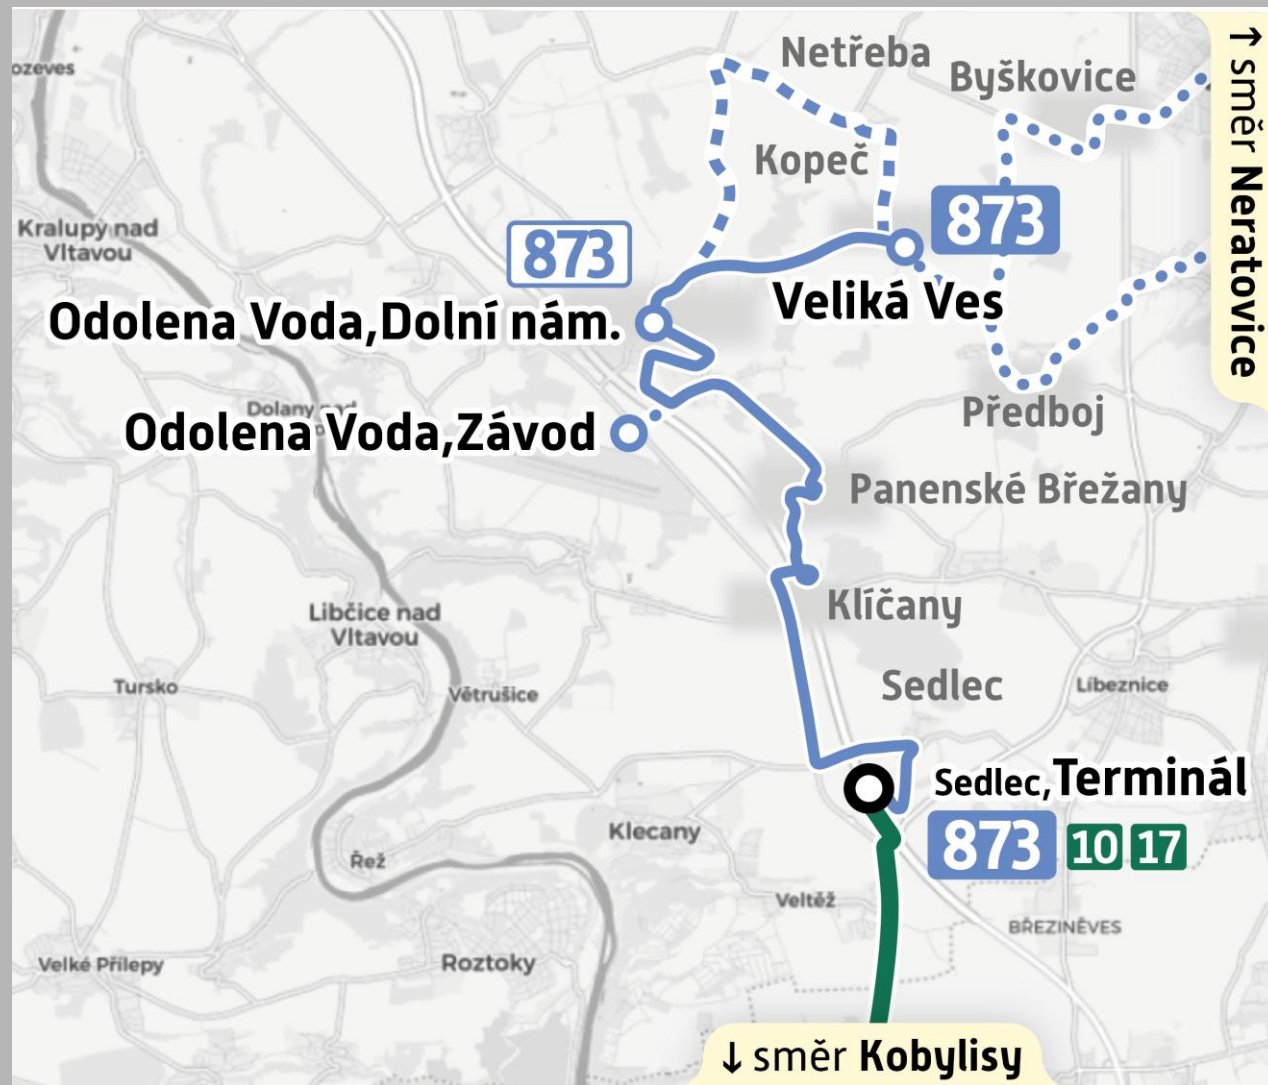 Netřeba
Byškovice
ozeves
Kopeč
↑ směr Neratovice
Kralupy nad
Vltavou
873
873
Veliká Ves
Odolena Voda,Dolní nám.
Předboj
Dolany nad
Odolena Voda,Závod
Panenské Břežany
Klíčany
Libčice nad
Vltavou
Sedlec
Tursko
Větrušice
Líbeznice
Sedlec,Terminál
873 10 17
Klecany
Řež
Veltěž
BŘEZINĚVES
Velké Přílepy
Roztoky
↓ směr Kobylisy